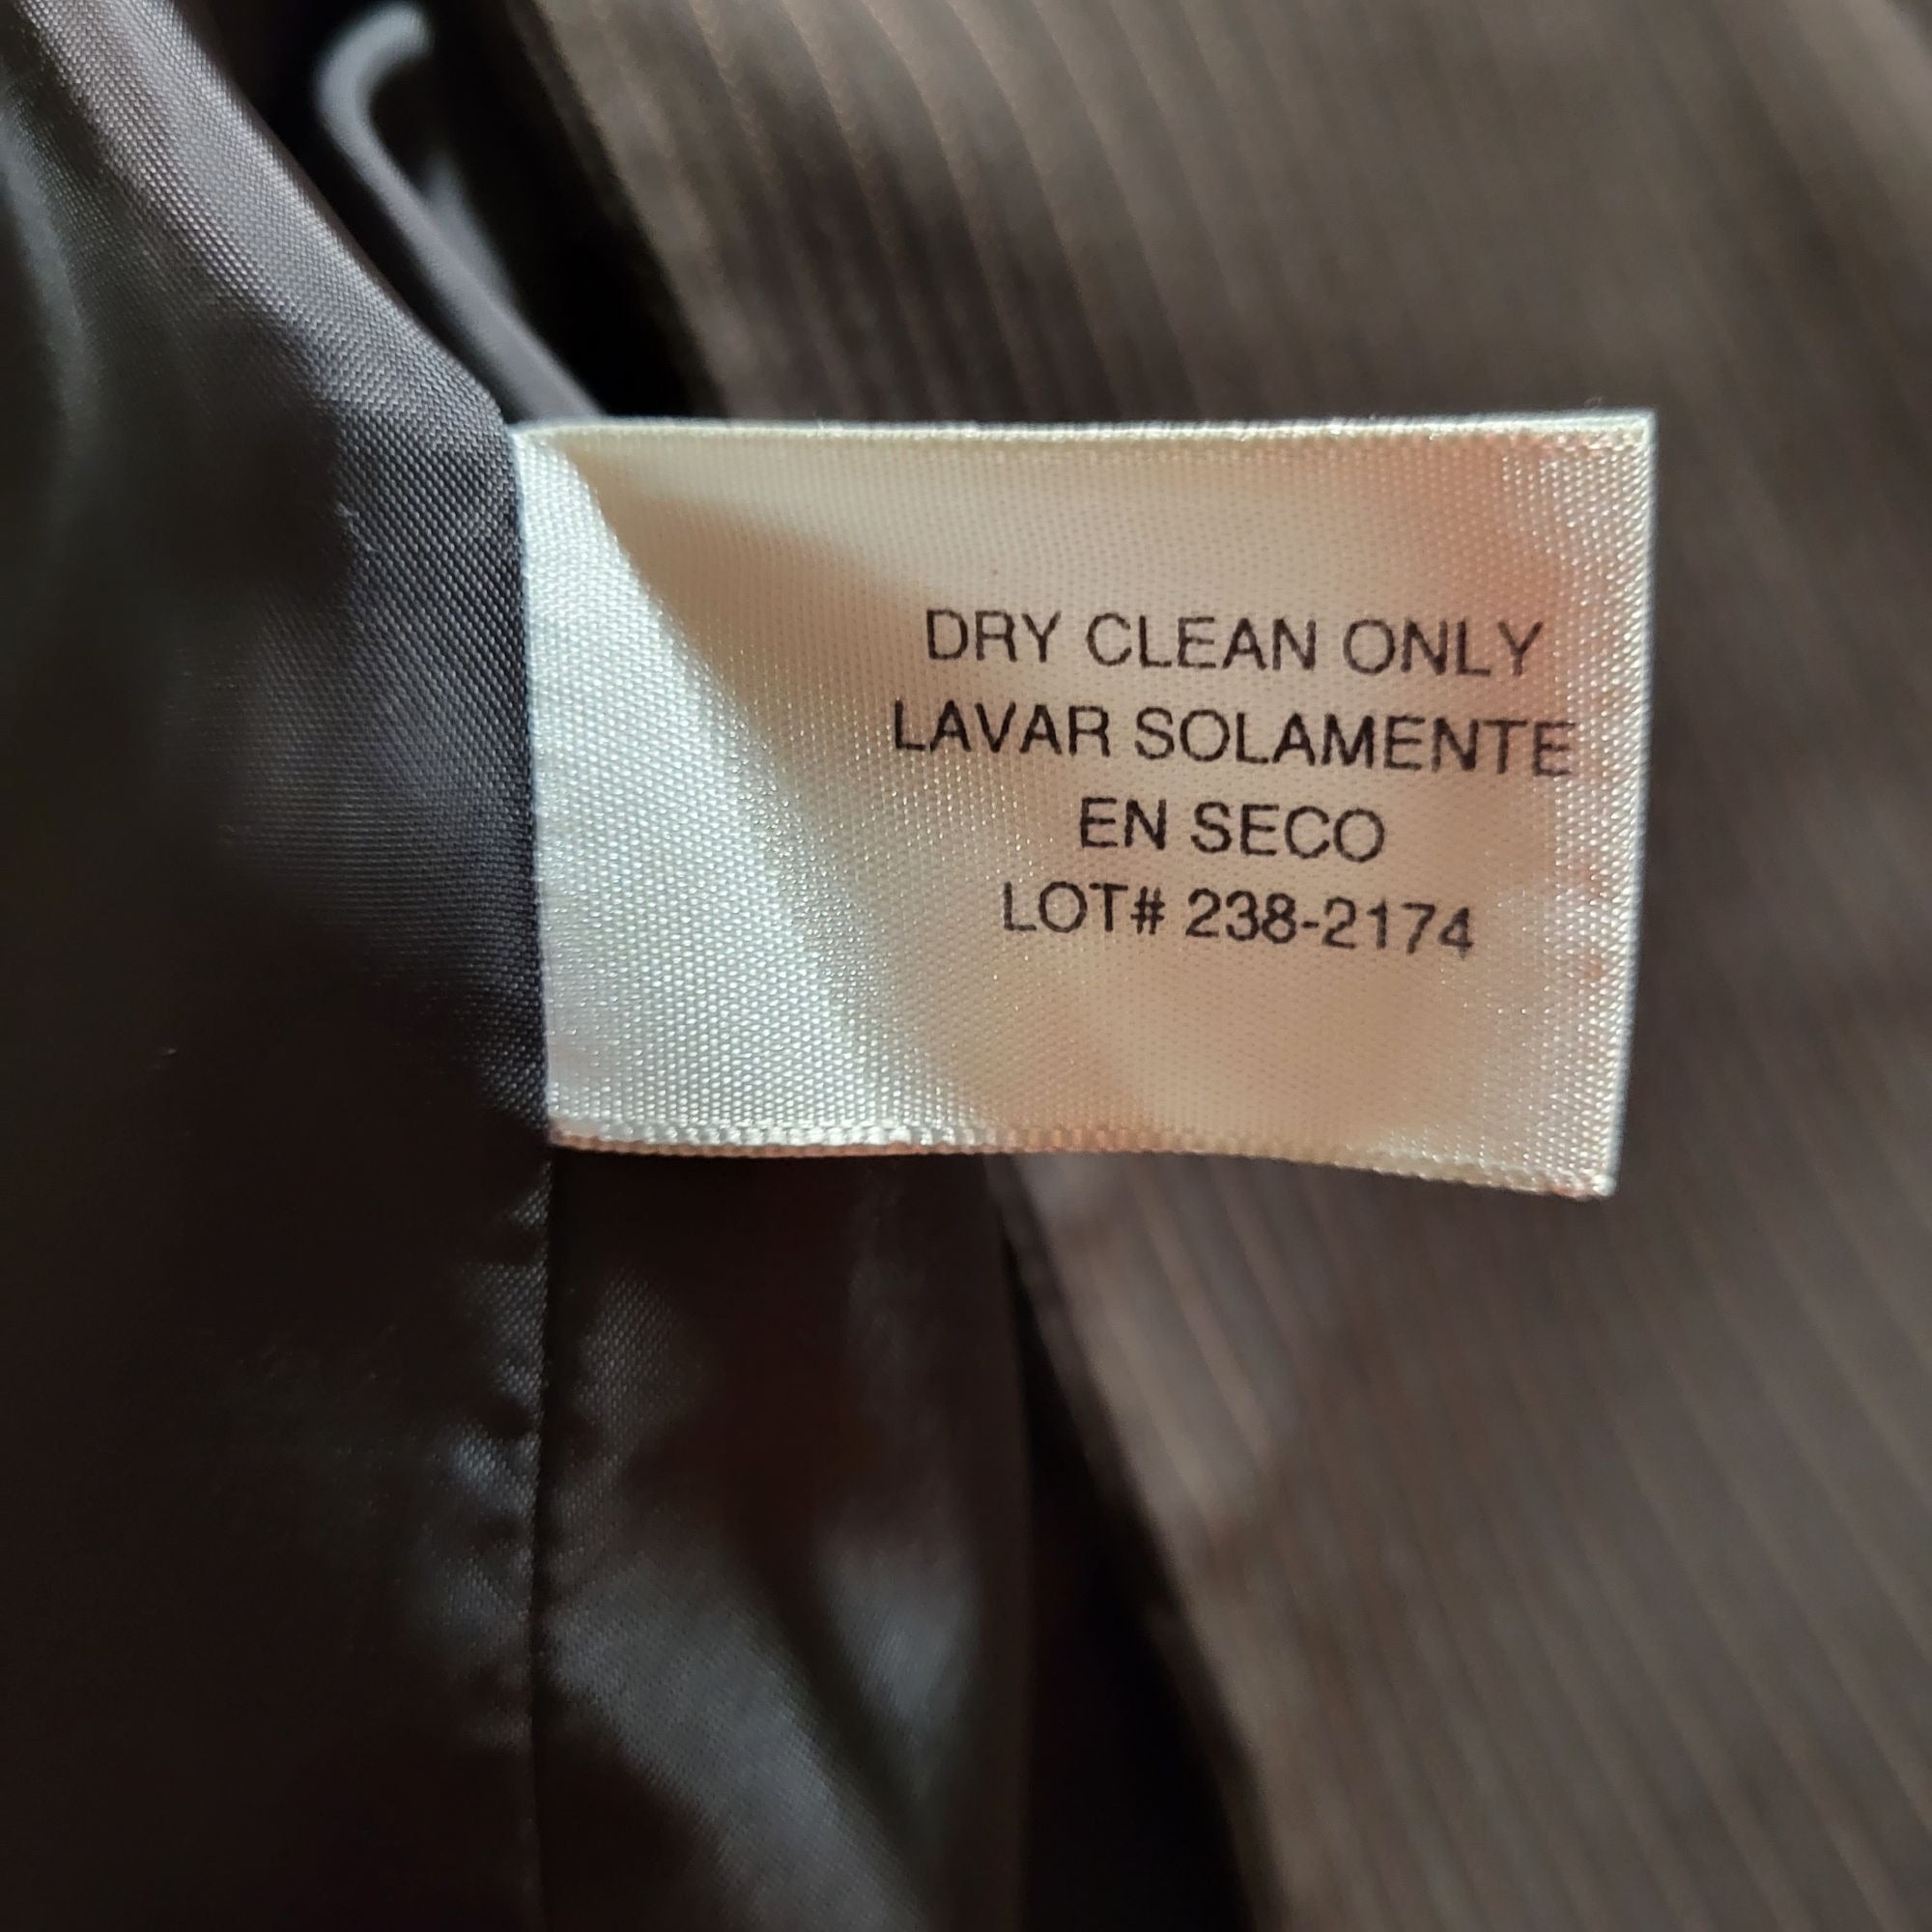 DRY CLEAN ONLY
LAVAR SOLAMENTE
EN SECO
LOT# 238-2174